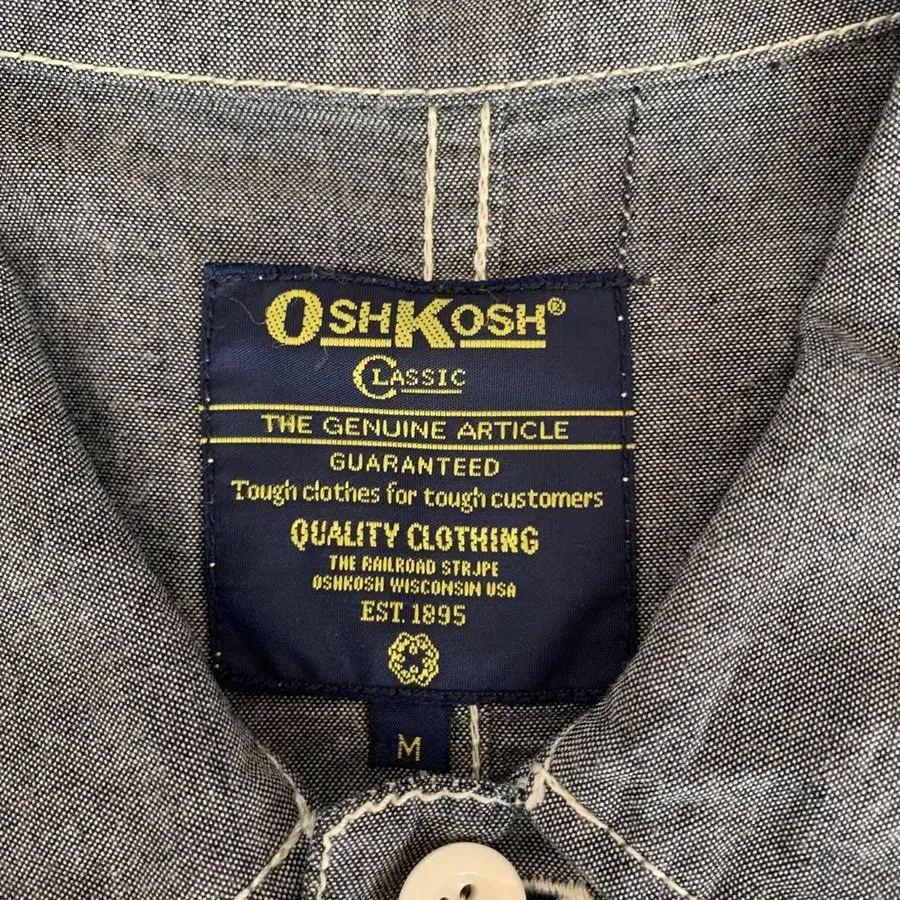 OSHKOSH®
CLASSIC
THE GENUINE ARTICLE
GUARANTEED
Tough clothes for tough customers
QUALITY CLOTHING
THE RAILROAD STRJPE
OSHKOSH WISCONSIN USA
EST. 1895
M